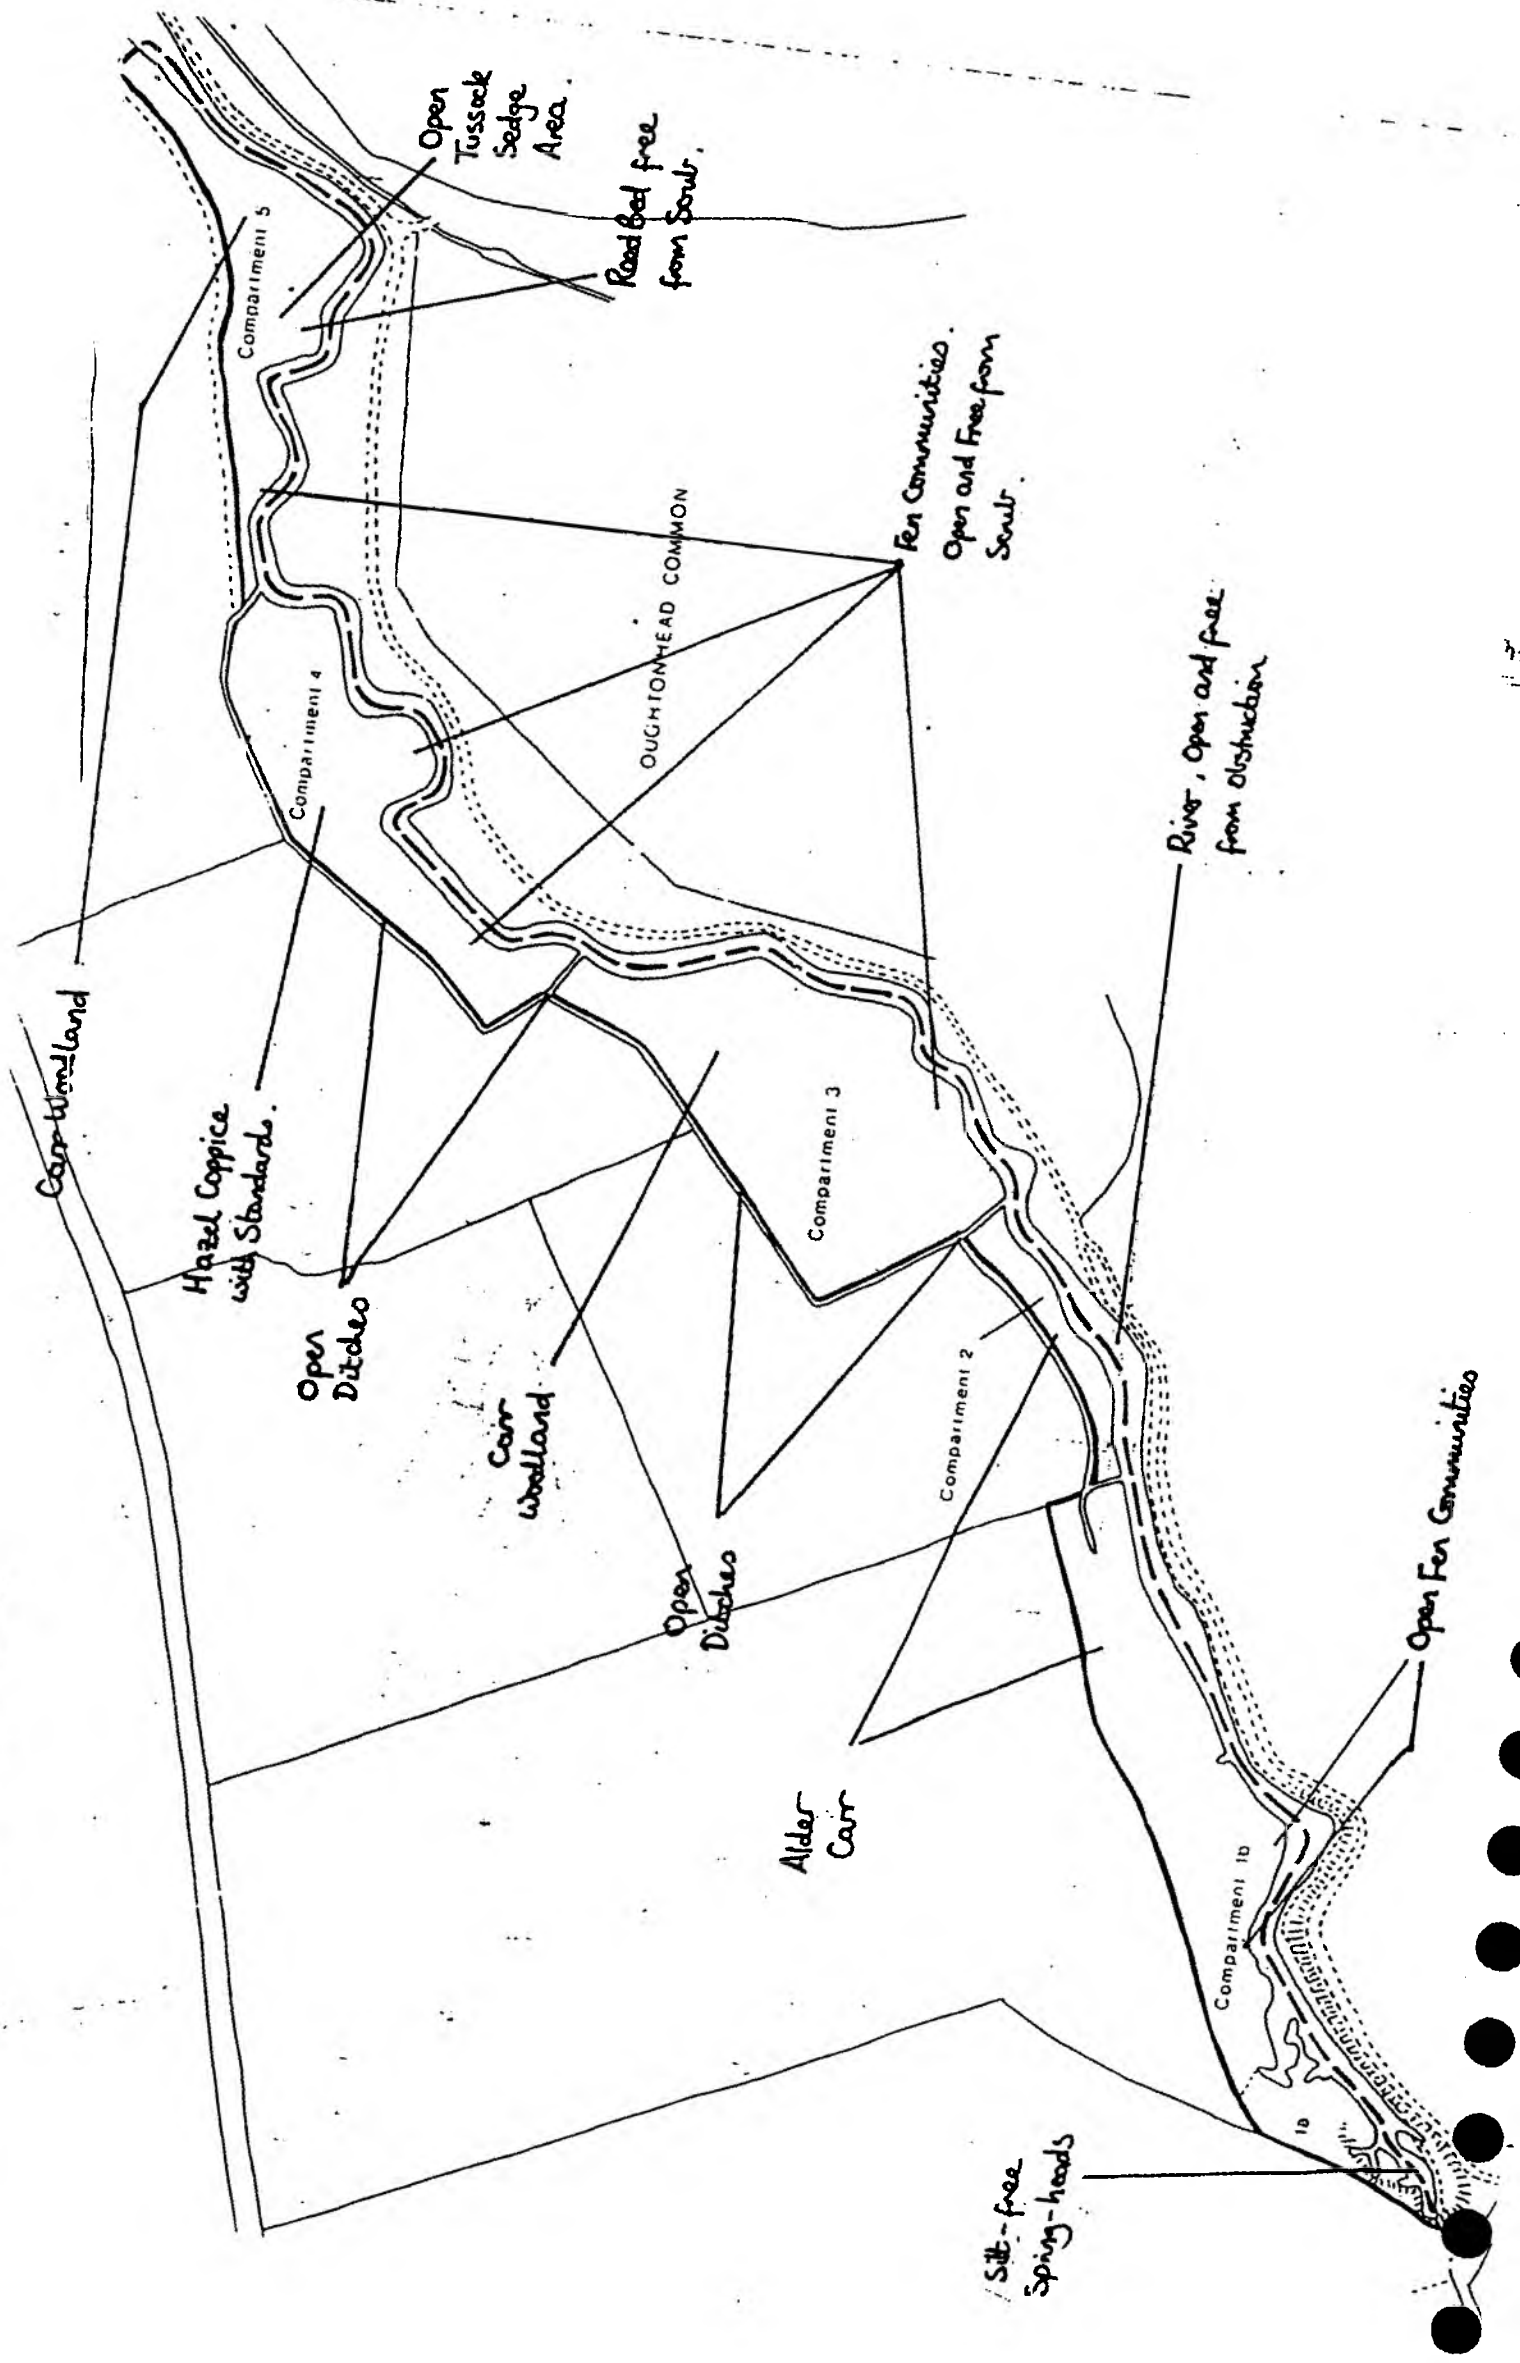 Carr Woodland
Hazel Coppice
with Standards.
Open
Ditches
Carr
Woodland
Open
Ditches
Alder
Carr
Silt-free
Spring-heads
Compartment 5
Compartment 4
Compartment 3
Compartment 2
Compartment 1b
1a
OUGHTONHEAD COMMON
Open
Tussock
Sedge
Area.
Reed Bed free
from Scrub.
Fen Communities.
Open and Free from
Scrub.
River, Open and free
from obstruction
Open Fen Communities